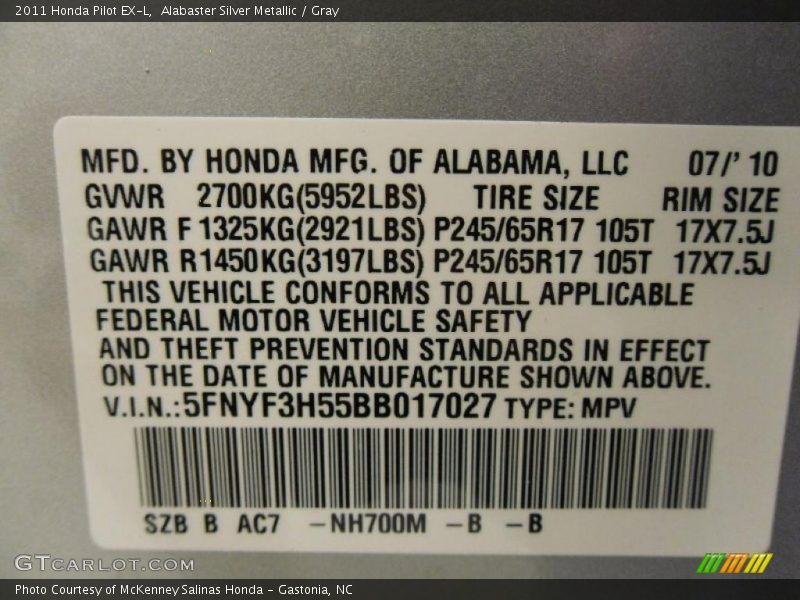 2011 Honda Pilot EX-L,  Alabaster Silver Metallic / Gray
MFD. BY HONDA MFG. OF ALABAMA, LLC 07/' 10
GVWR 2700KG(5952LBS) TIRE SIZE RIM SIZE
GAWR F 1325KG(2921LBS) P245/65R17 105T 17X7.5J
GAWR R1450KG(3197LBS) P245/65R17 105T 17X7.5J
THIS VEHICLE CONFORMS TO ALL APPLICABLE
FEDERAL MOTOR VEHICLE SAFETY
AND THEFT PREVENTION STANDARDS IN EFFECT
ON THE DATE OF MANUFACTURE SHOWN ABOVE.
V.I.N.:5FNYF3H55BB017027 TYPE: MPV
SZB B AC7 -NH700M -B -B
GTCARLOT.COM
Photo Courtesy of McKenney Salinas Honda - Gastonia, NC